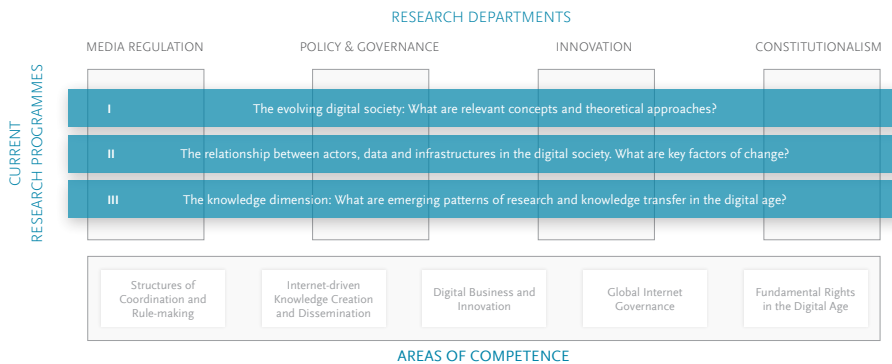 RESEARCH DEPARTMENTS
MEDIA REGULATION
POLICY & GOVERNANCE
INNOVATION
CONSTITUTIONALISM
CURRENT
RESEARCH PROGRAMMES
I
The evolving digital society: What are relevant concepts and theoretical approaches?
II
The relationship between actors, data and infrastructures in the digital society. What are key factors of change?
III
The knowledge dimension: What are emerging patterns of research and knowledge transfer in the digital age?
Structures of
Coordination and
Rule-making
Internet-driven
Knowledge Creation
and Dissemination
Digital Business and
Innovation
Global Internet
Governance
Fundamental Rights
in the Digital Age
AREAS OF COMPETENCE